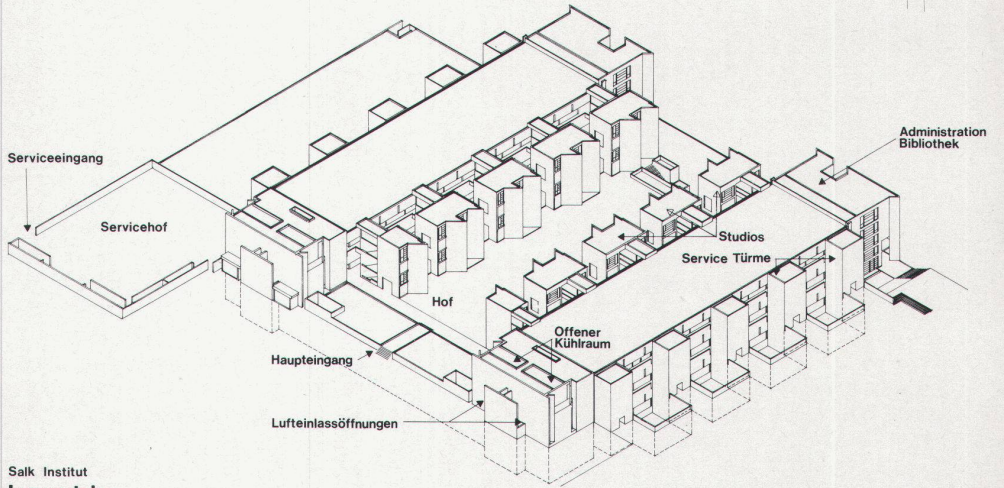 Administration
Bibliothek
Serviceeingang
Servicehof
Studios
Service Türme
Hof
Offener
Kühlraum
Haupteingang
Lufteinlassöffnungen
Salk Institut